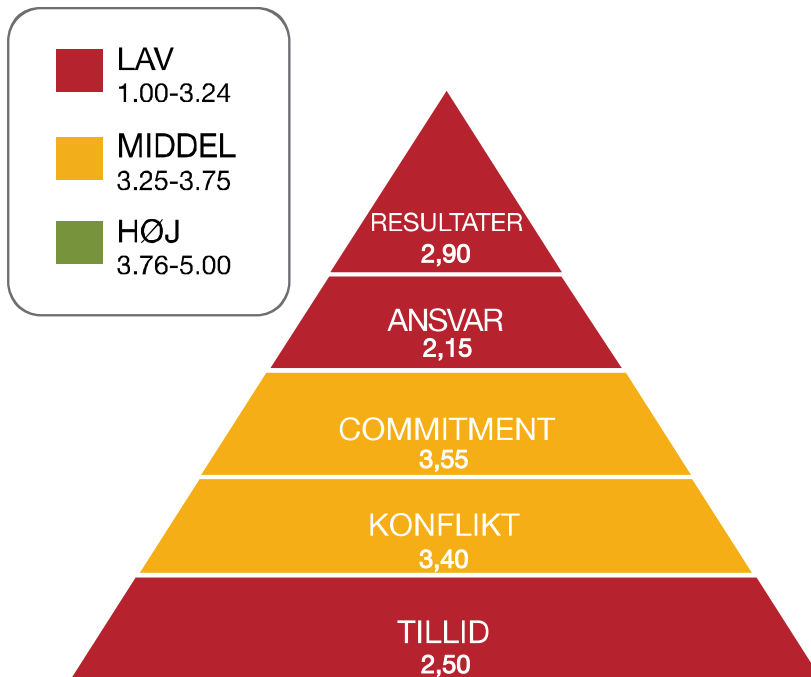 LAV
1.00-3.24
MIDDEL
3.25-3.75
HØJ
3.76-5.00
RESULTATER
2,90
ANSVAR
2,15
COMMITMENT
3,55
KONFLIKT
3,40
TILLID
2,50